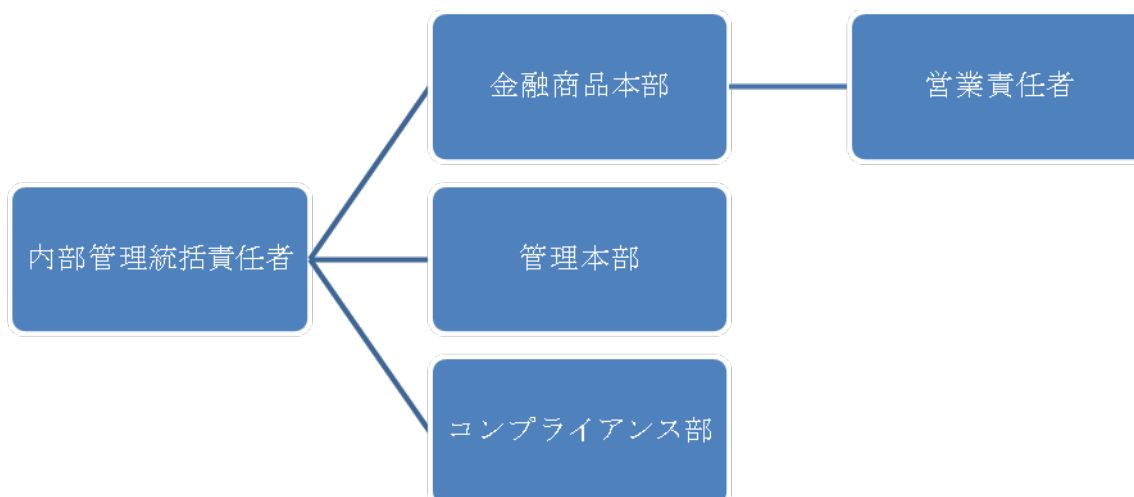 金融商品本部
営業責任者
内部管理統括責任者
管理本部
コンプライアンス部